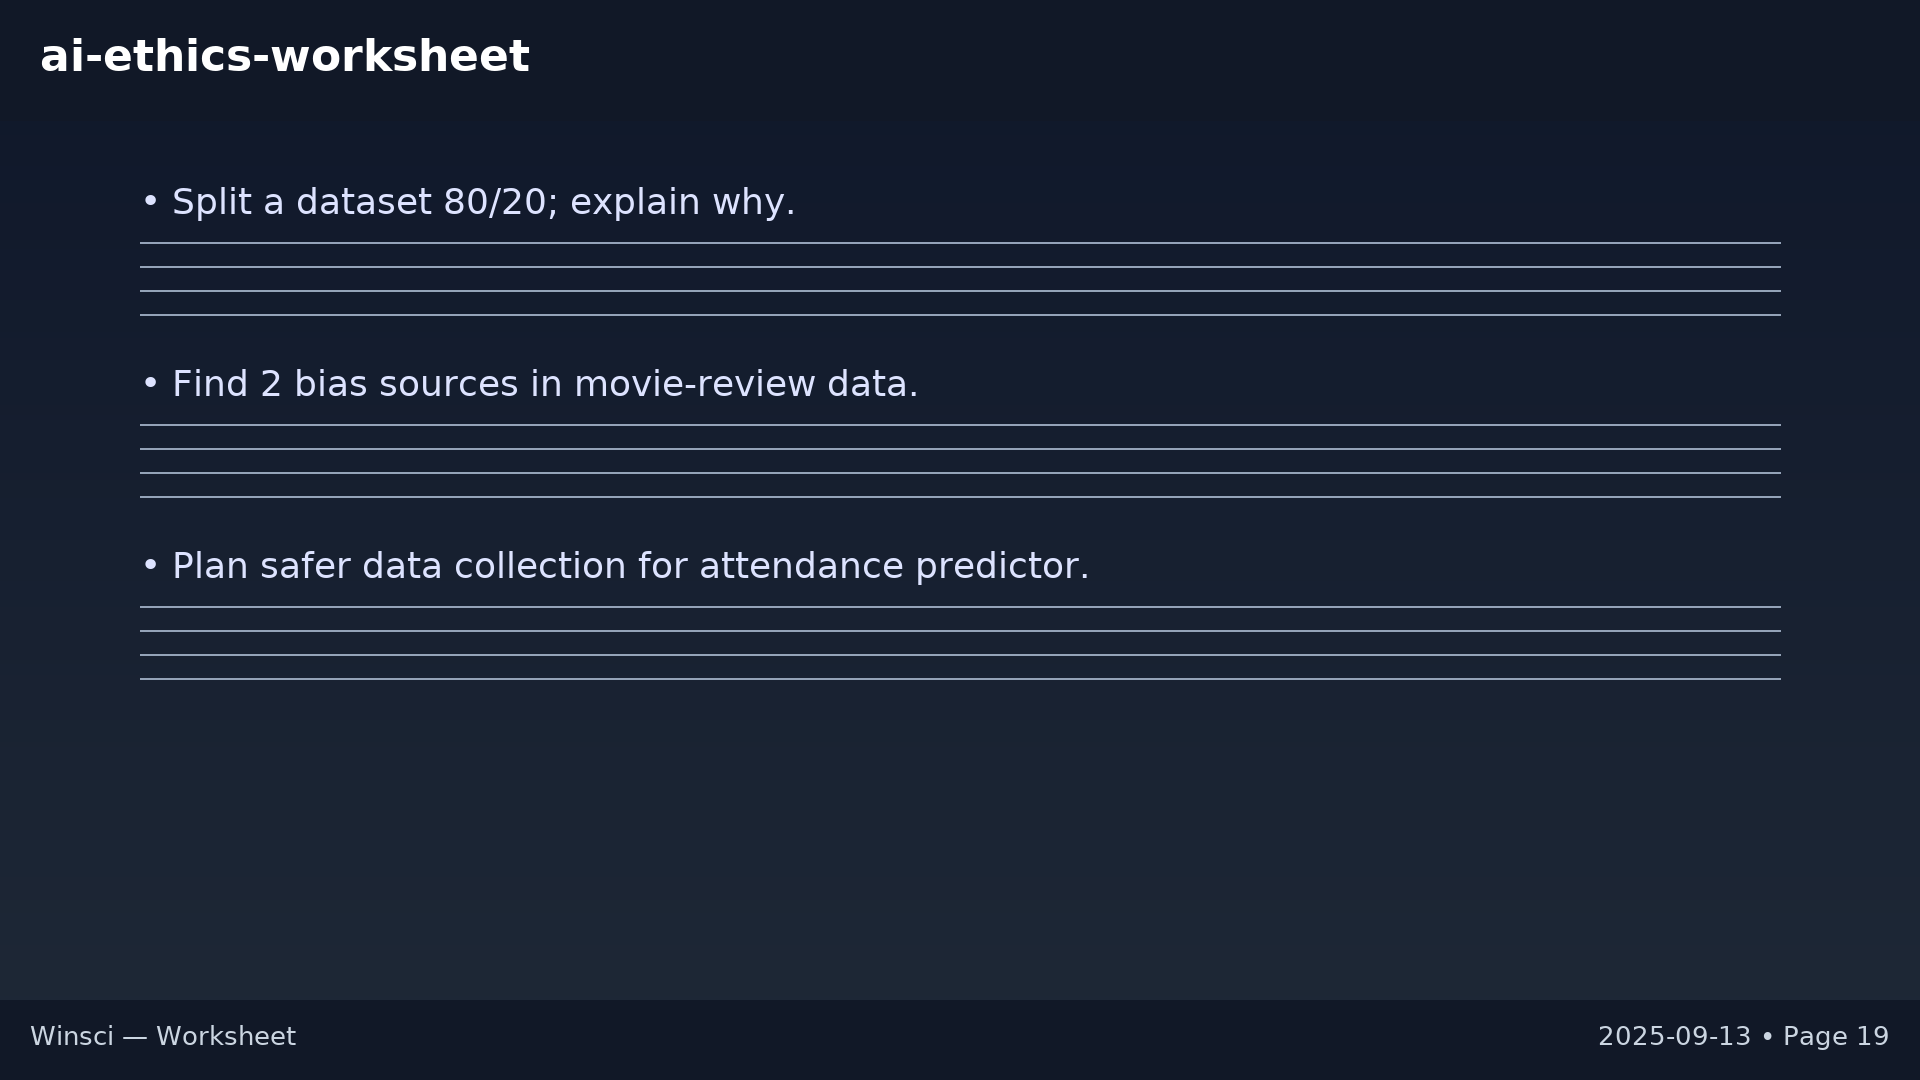 ai-ethics-worksheet
• Split a dataset 80/20; explain why.
• Find 2 bias sources in movie-review data.
• Plan safer data collection for attendance predictor.
Winsci — Worksheet
2025-09-13 • Page 19